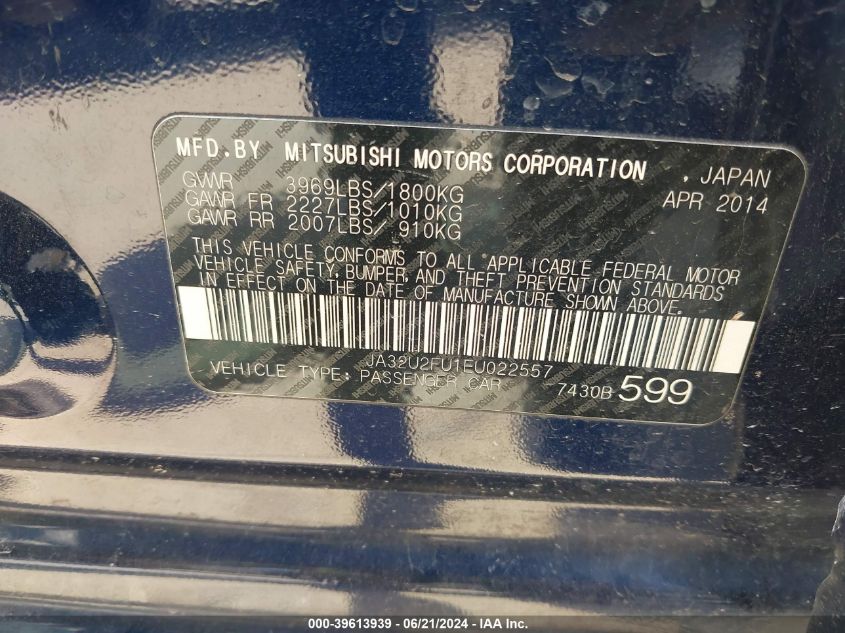 MFD.BY MITSUBISHI MOTORS CORPORATION , JAPAN
GVWR 3969LBS/1800KG APR 2014
GAWR FR 2227LBS/1010KG
GAWR RR 2007LBS/ 910KG
THIS VEHICLE CONFORMS TO ALL APPLICABLE FEDERAL MOTOR
VEHICLE SAFETY, BUMPER, AND THEFT PREVENTION STANDARDS
IN EFFECT ON THE DATE OF MANUFACTURE SHOWN ABOVE.
JA32U2FU1EU022557
VEHICLE TYPE: PASSENGER CAR 7430B 599
000-39613939 - 06/21/2024 - IAA Inc.